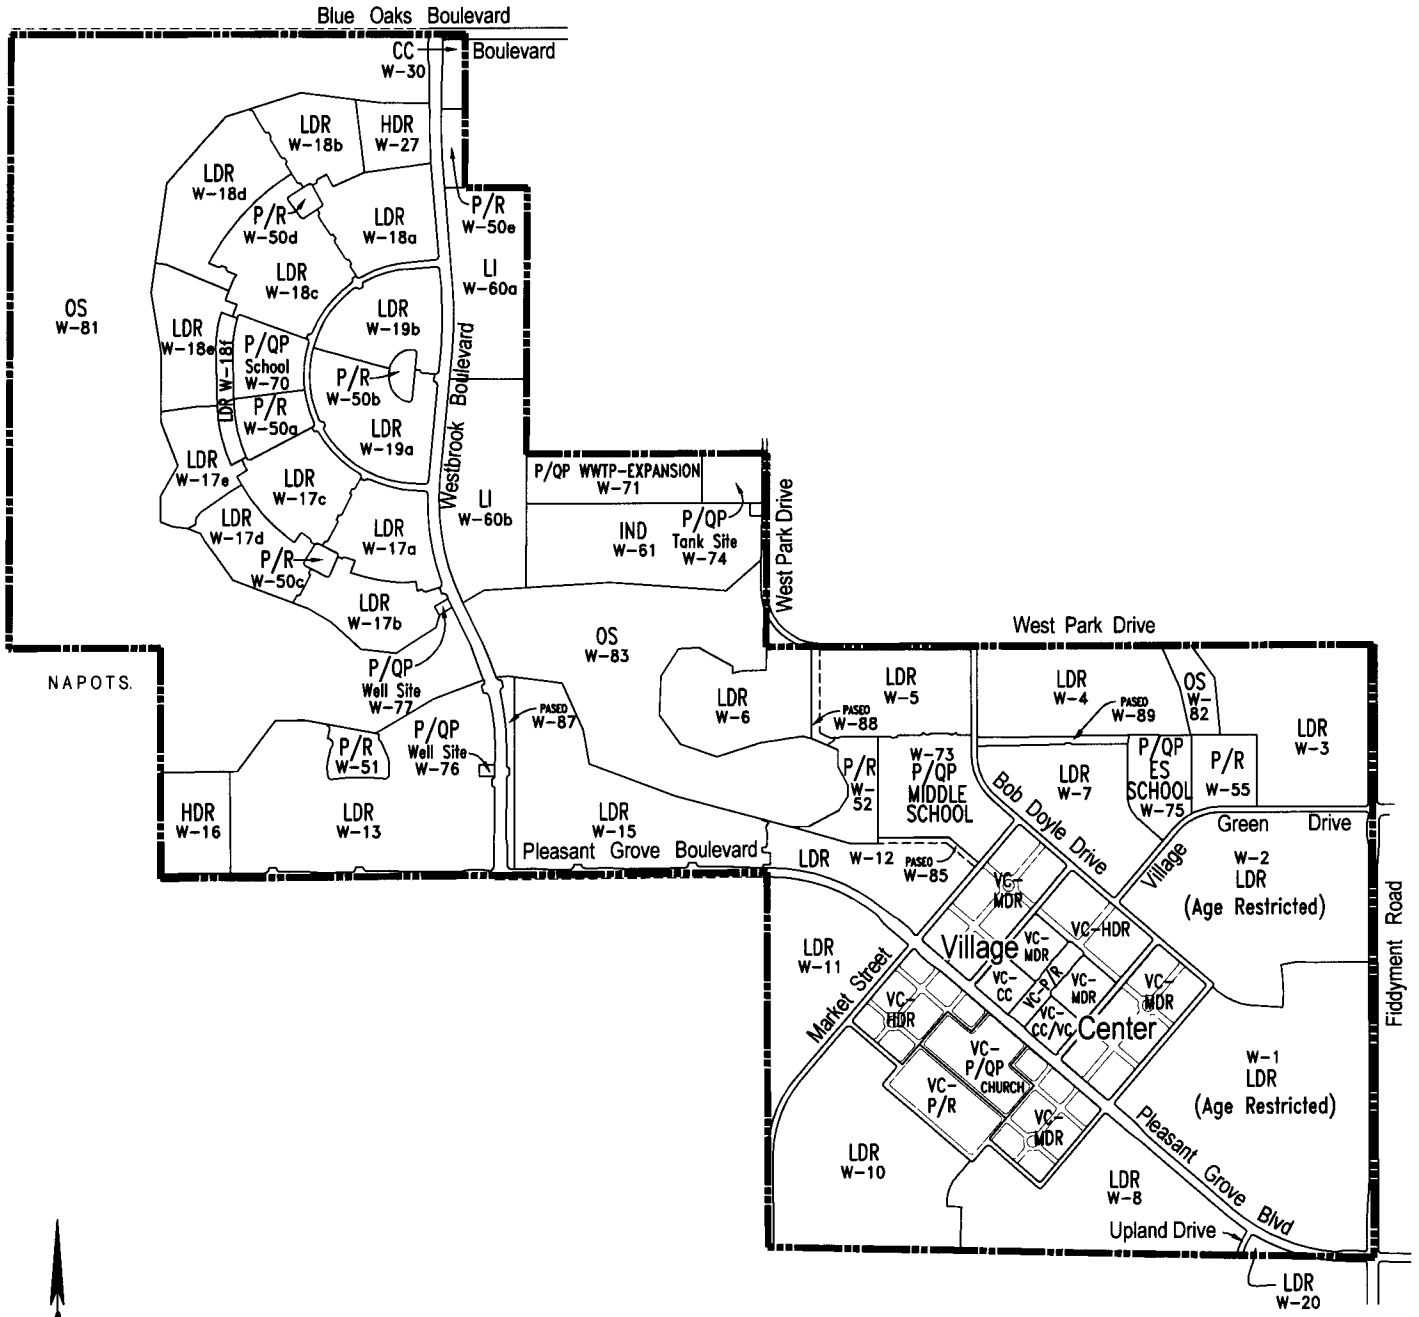 Blue Oaks Boulevard
Boulevard
CC
W-30
LDR
W-18b
HDR
W-27
LDR
W-18d
P/R
W-50d
LDR
W-18a
P/R
W-50e
LDR
W-18c
LI
W-60a
OS
W-81
LDR
W-19b
LDR
W-18e
LDR W-18f
P/QP
School
W-70
P/R
W-50b
Westbrook Boulevard
P/R
W-50a
LDR
W-19a
LDR
W-17e
LDR
W-17c
P/QP WWTP-EXPANSION
W-71
LI
W-60b
West Park Drive
LDR
W-17d
LDR
W-17a
IND
W-61
P/QP
Tank Site
W-74
P/R
W-50c
LDR
W-17b
OS
W-83
West Park Drive
NAPOTS.
P/QP
Well Site
W-77
LDR
W-6
LDR
W-5
LDR
W-4
OS
W-
82
PASEO
W-87
PASEO
W-88
PASEO
W-89
LDR
W-3
P/R
W-51
P/QP
Well Site
W-76
P/R
W-
52
W-73
P/QP
MIDDLE
SCHOOL
LDR
W-7
P/QP
ES
SCHOOL
W-75
P/R
W-55
HDR
W-16
LDR
W-13
LDR
W-15
Bob Doyle Drive
Village Green Drive
Pleasant Grove Boulevard
LDR W-12
PASEO
W-85
W-2
LDR
(Age Restricted)
VC-
MDR
VC-HDR
Fiddyment Road
LDR
W-11
Village
VC-
MDR
Market Street
VC-
CC
VC-P/R
VC-
MDR
VC-
MDR
VC-
HDR
VC-
CC/VC
Center
VC-
P/QP
CHURCH
W-1
LDR
(Age Restricted)
VC-
P/R
VC-
MDR
Pleasant Grove Blvd
LDR
W-10
LDR
W-8
Upland Drive
LDR
W-20